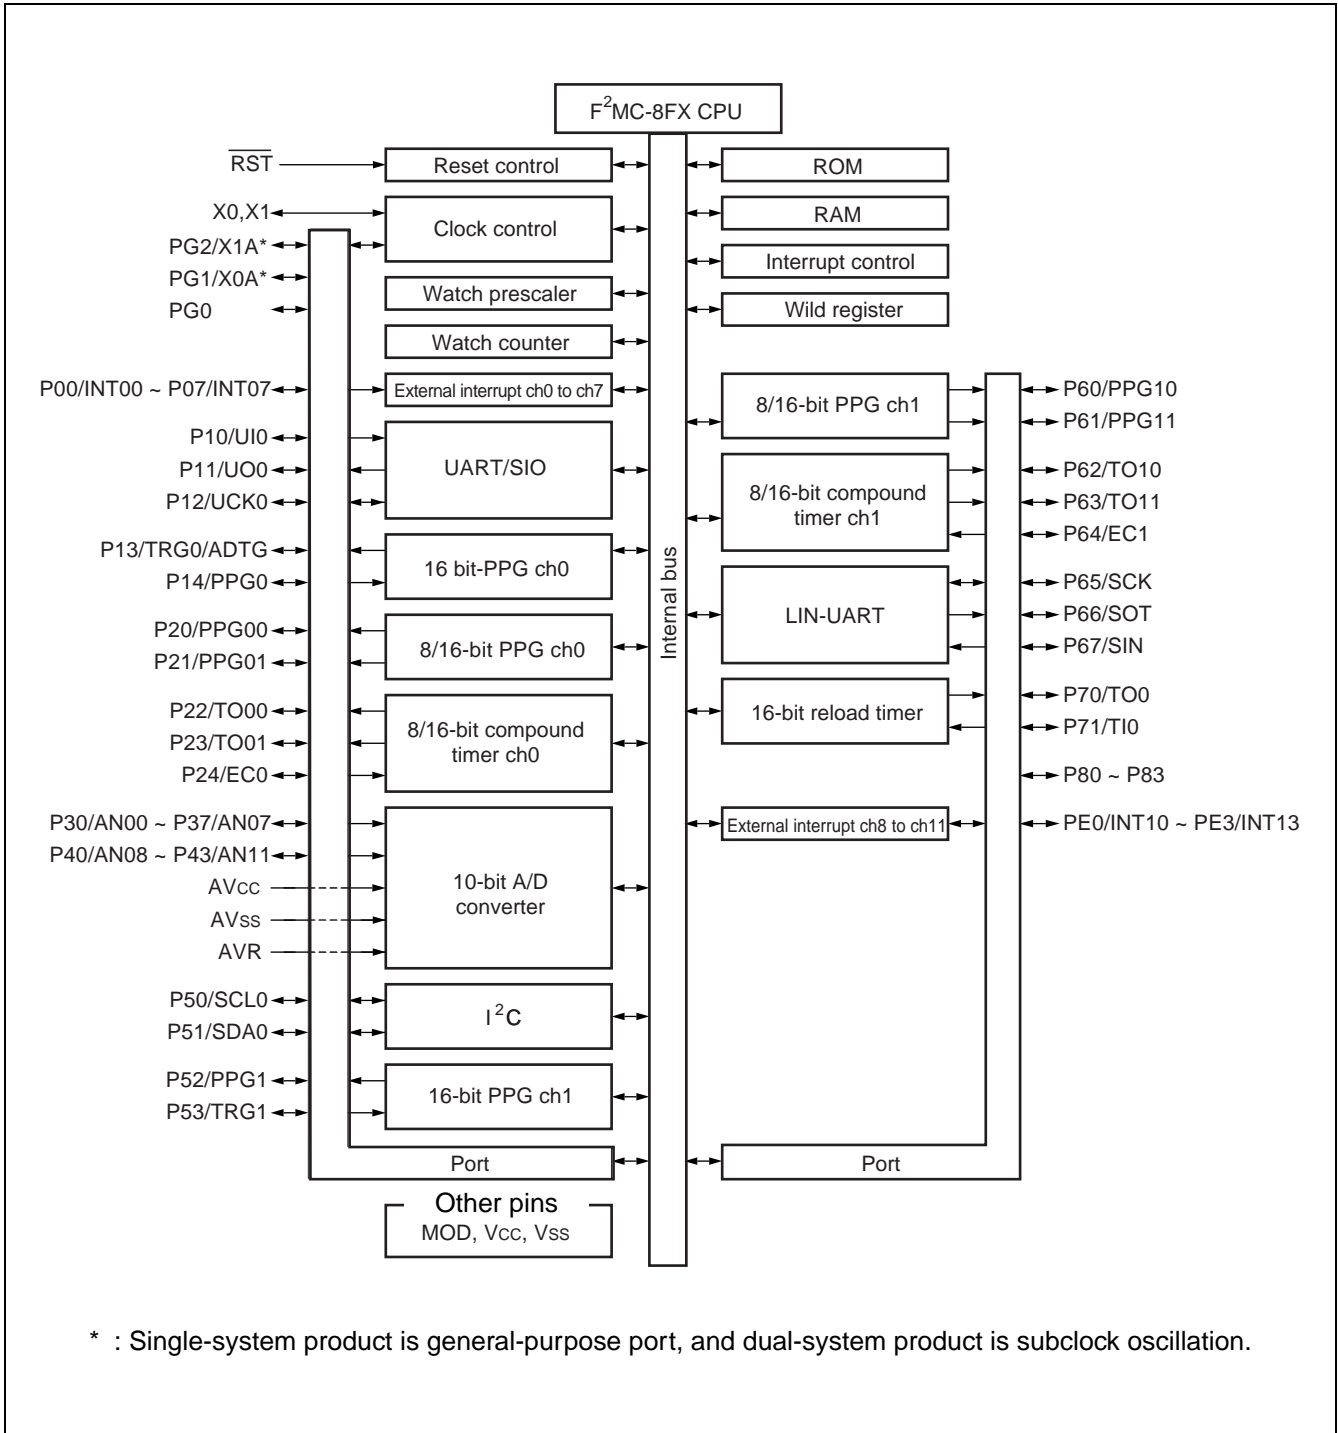 F²MC-8FX CPU
RST
Reset control
ROM
X0,X1
Clock control
RAM
PG2/X1A*
PG1/X0A*
Interrupt control
Watch prescaler
PG0
Wild register
Watch counter
P00/INT00 ~ P07/INT07
External interrupt ch0 to ch7
8/16-bit PPG ch1
P60/PPG10
P61/PPG11
P10/UI0
P11/UO0
P12/UCK0
UART/SIO
8/16-bit compound
timer ch1
P62/TO10
P63/TO11
P64/EC1
P13/TRG0/ADTG
P14/PPG0
16 bit-PPG ch0
Internal bus
LIN-UART
P65/SCK
P66/SOT
P67/SIN
P20/PPG00
P21/PPG01
8/16-bit PPG ch0
P22/TO00
P23/TO01
P24/EC0
8/16-bit compound
timer ch0
16-bit reload timer
P70/TO0
P71/TI0
P80 ~ P83
P30/AN00 ~ P37/AN07
P40/AN08 ~ P43/AN11
AVcc
AVss
AVR
10-bit A/D
converter
External interrupt ch8 to ch11
PE0/INT10 ~ PE3/INT13
P50/SCL0
P51/SDA0
I²C
P52/PPG1
P53/TRG1
16-bit PPG ch1
Port
Port
Other pins
MOD, Vcc, Vss
* : Single-system product is general-purpose port, and dual-system product is subclock oscillation.